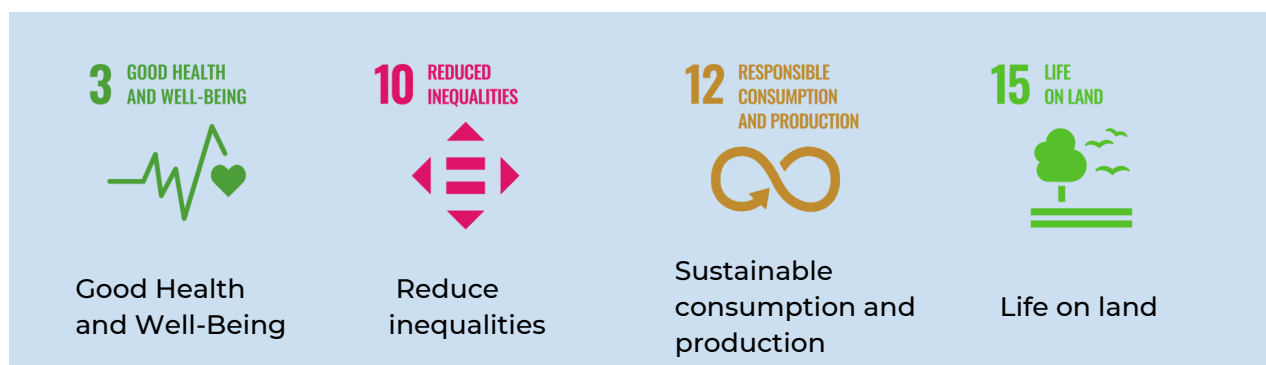 3 GOOD HEALTH
AND WELL-BEING
10 REDUCED
INEQUALITIES
12 RESPONSIBLE
CONSUMPTION
AND PRODUCTION
15 LIFE
ON LAND
Good Health
and Well-Being
Reduce
inequalities
Sustainable
consumption and
production
Life on land